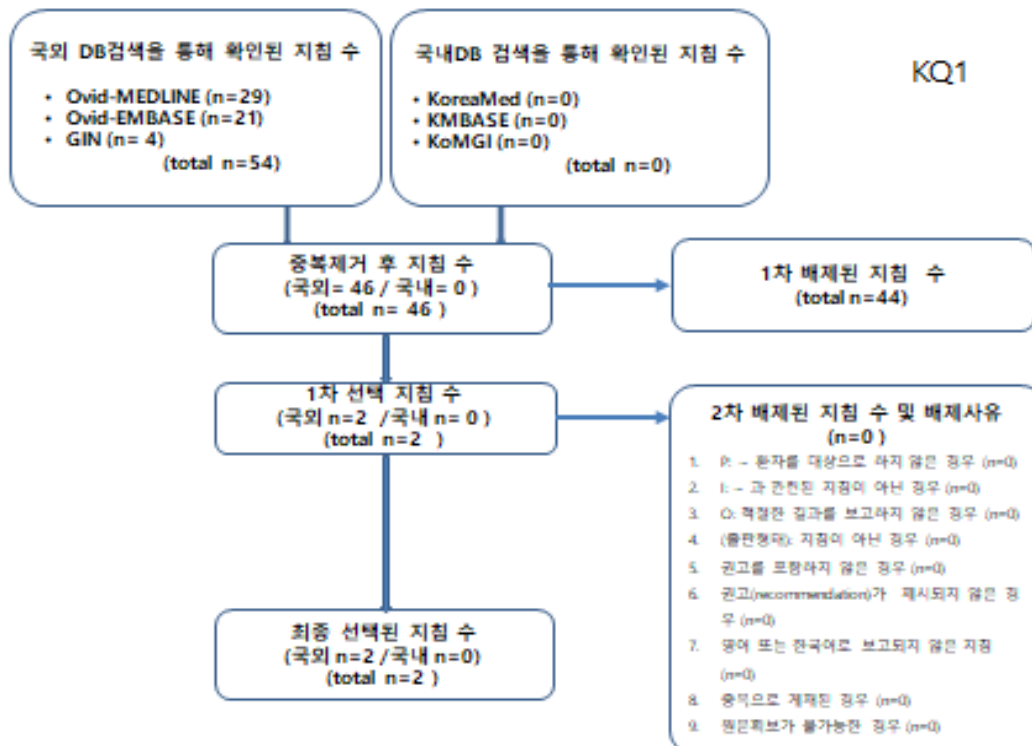 국외 DB검색을 통해 확인된 지침 수
• Ovid-MEDLINE (n=29)
• Ovid-EMBASE (n=21)
• GIN (n= 4)
(total n=54)
국내DB 검색을 통해 확인된 지침 수
• KoreaMed (n=0)
• KMBASE (n=0)
• KoMGI (n=0)
(total n=0)
KQ1
중복제거 후 지침 수
(국외= 46 / 국내= 0 )
(total n= 46 )
1차 배제된 지침 수
(total n=44)
1차 선택 지침 수
(국외 n=2 /국내 n= 0 )
(total n=2 )
2차 배제된 지침 수 및 배제사유
(n=0 )
1. P: ~ 환자를 대상으로 하지 않은 경우 (n=0)
2. I: ~ 과 관련된 지침이 아닌 경우 (n=0)
3. O: 적절한 결과를 보고하지 않은 경우 (n=0)
4. (출판형태): 지침이 아닌 경우 (n=0)
5. 권고를 포함하지 않은 경우 (n=0)
6. 권고(recommendation)가 제시되지 않은 경
우 (n=0)
7. 영어 또는 한국어로 보고되지 않은 지침
(n=0)
8. 중복으로 게재된 경우 (n=0)
9. 원문확보가 불가능한 경우 (n=0)
최종 선택된 지침 수
(국외 n=2 /국내 n=0)
(total n=2 )